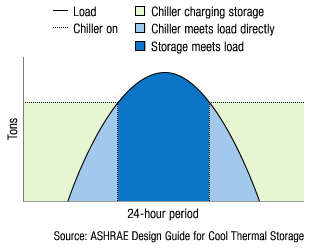 Load
Chiller on
Chiller charging storage
Chiller meets load directly
Storage meets load
Tons
24-hour period
Source: ASHRAE Design Guide for Cool Thermal Storage